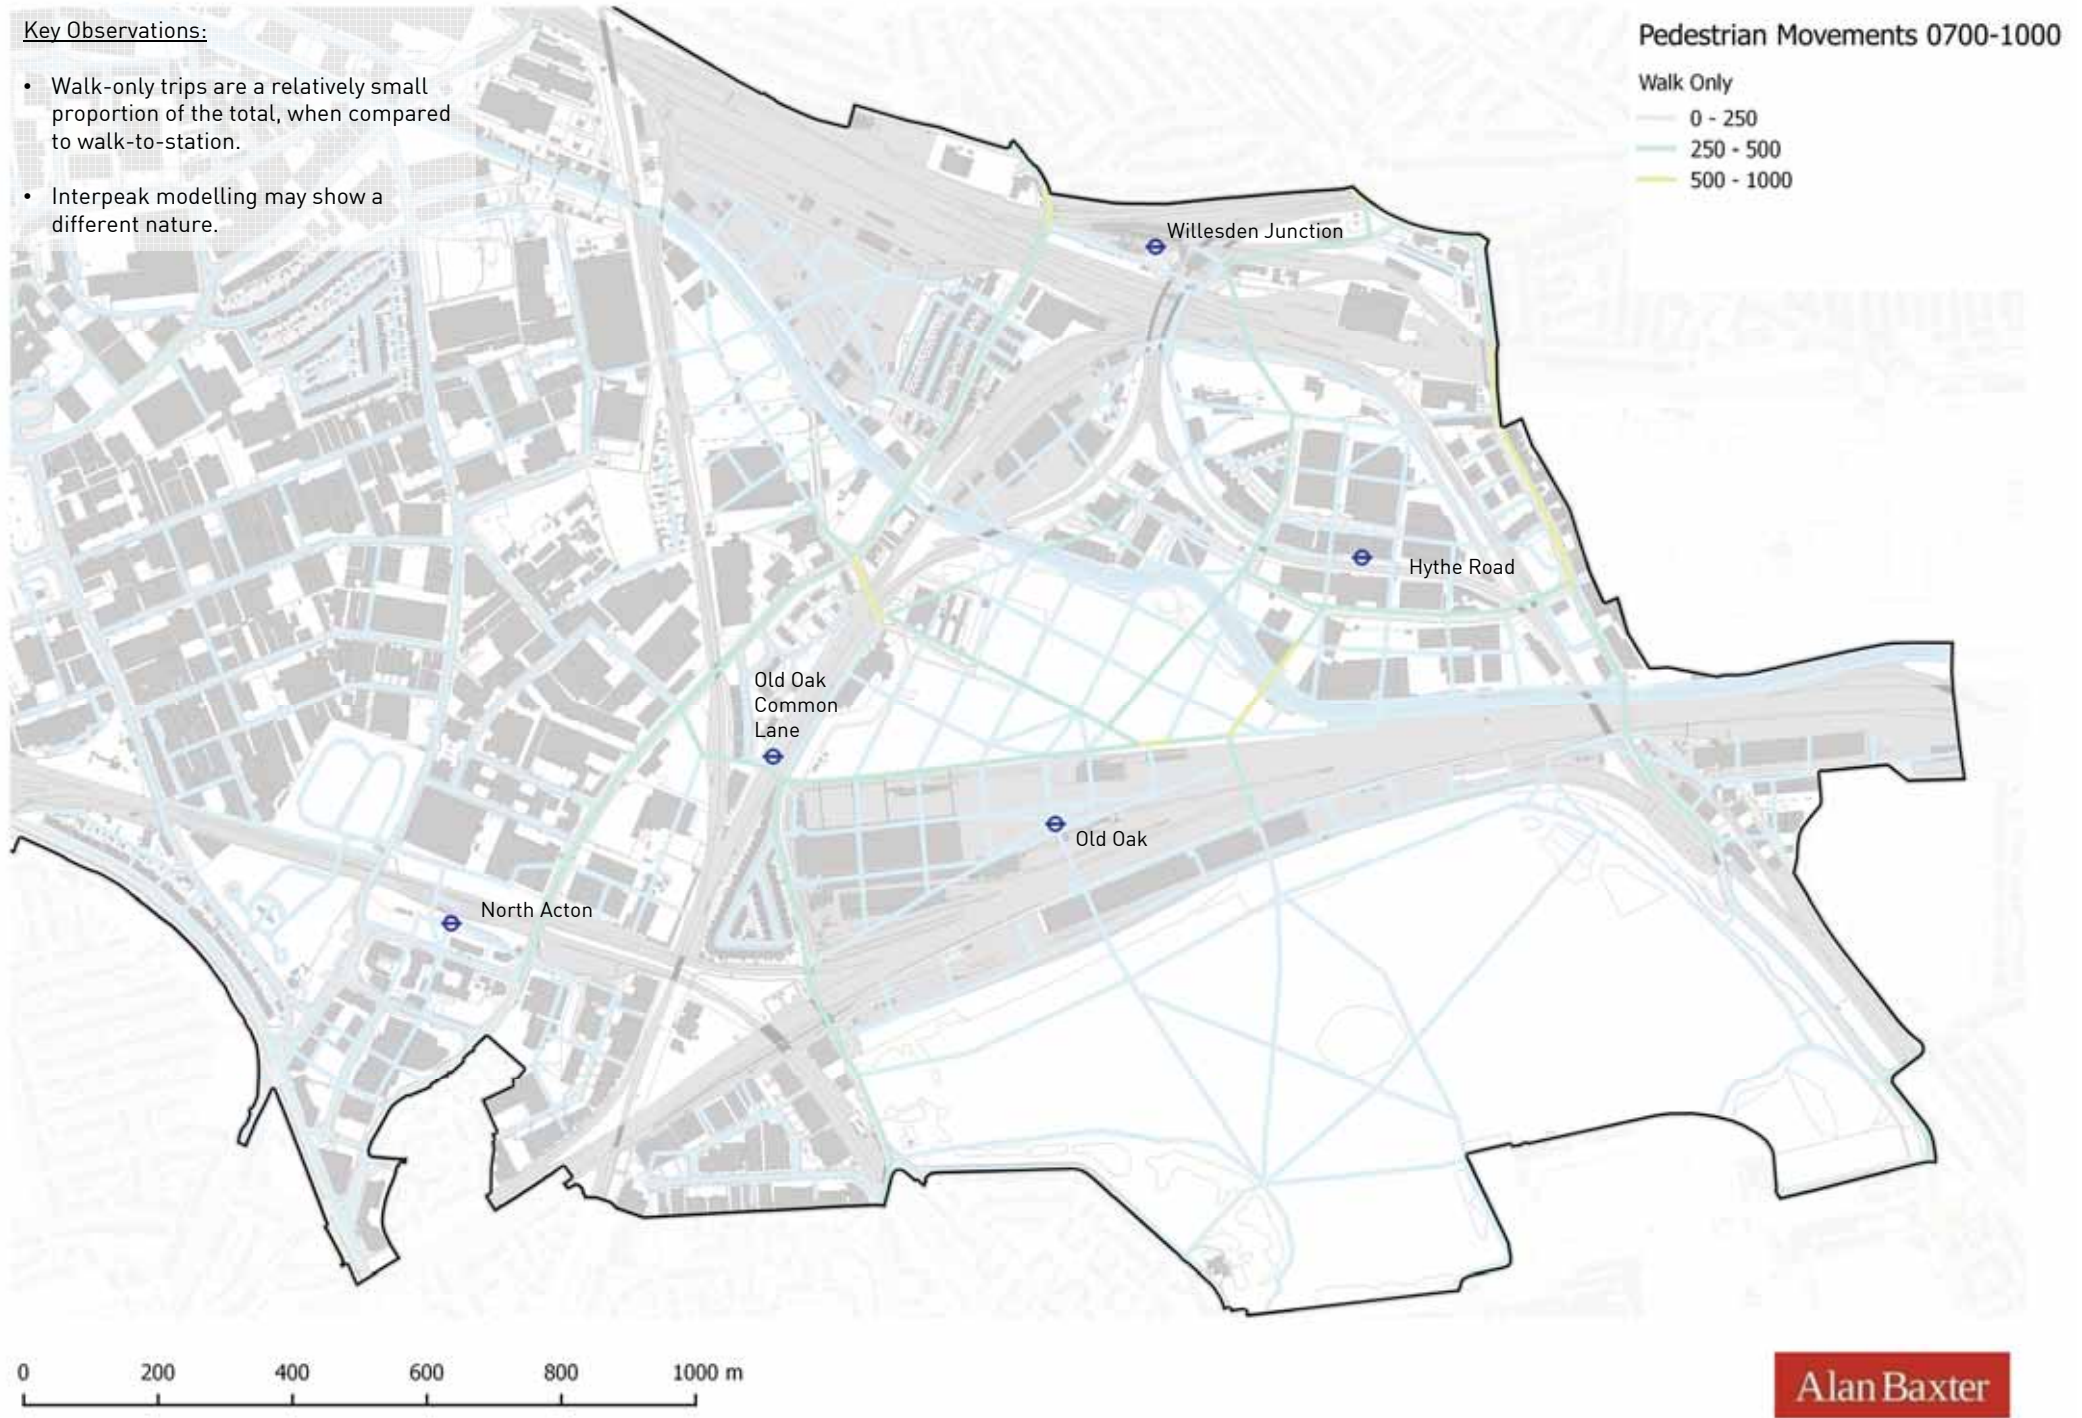 Key Observations:
• Walk-only trips are a relatively small
proportion of the total, when compared
to walk-to-station.
• Interpeak modelling may show a
different nature.
Pedestrian Movements 0700-1000
Walk Only
0 - 250
250 - 500
500 - 1000
Willesden Junction
Hythe Road
Old Oak
Common
Lane
Old Oak
North Acton
0 200 400 600 800 1000 m
Alan Baxter